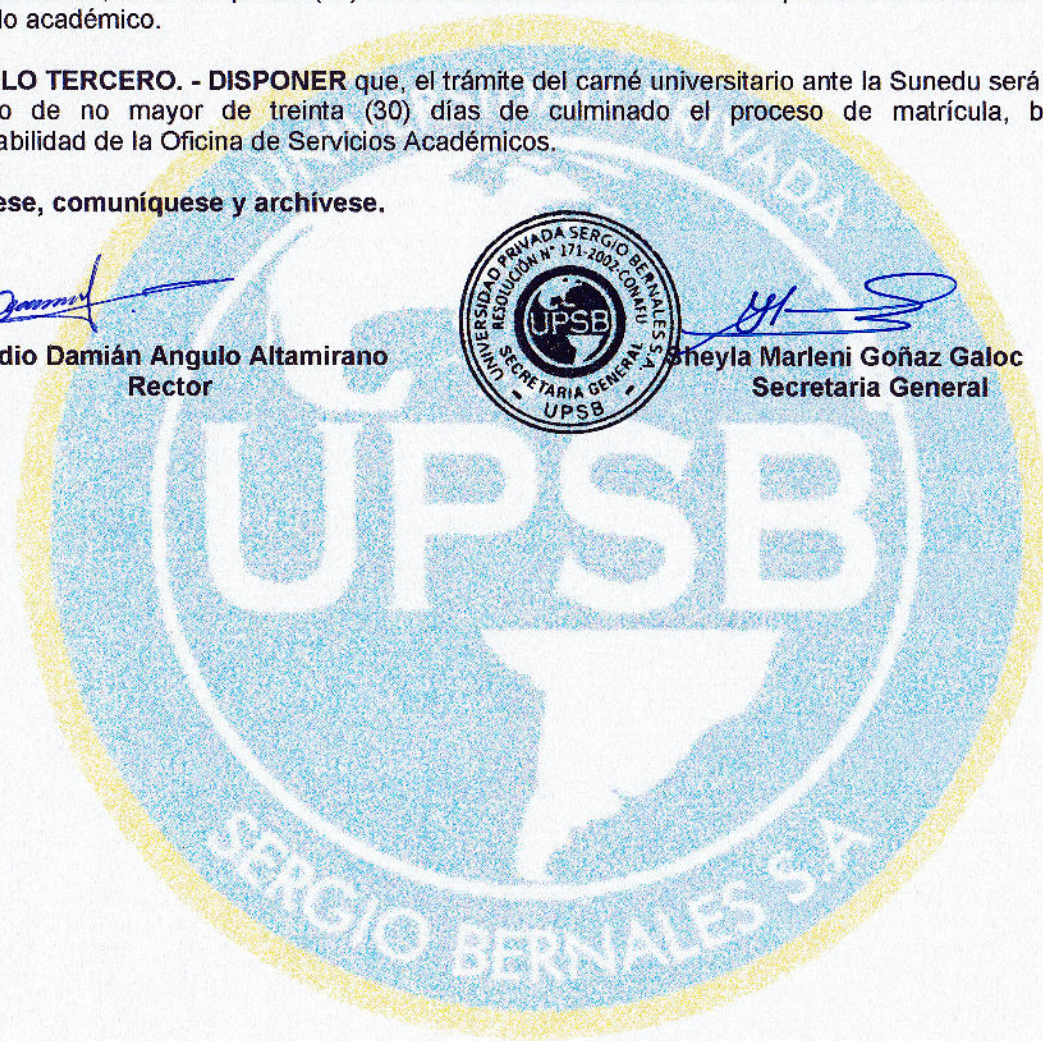 do académico.
LO TERCERO. - DISPONER que, el trámite del carné universitario ante la Sunedu será
o de no mayor de treinta (30) días de culminado el proceso de matrícula, b
abilidad de la Oficina de Servicios Académicos.
ese, comuníquese y archívese.
UNIVERSIDAD PRIVADA SERGIO BERNALES S.A.
RESOLUCIÓN N° 171-2002-CONAFU
UPSB
SECRETARIA GENERAL
UPSB
dio Damián Angulo Altamirano
Rector
Sheyla Marleni Goñaz Galoc
Secretaria General
PRIVADA
UPSB
SERGIO BERNALES S.A